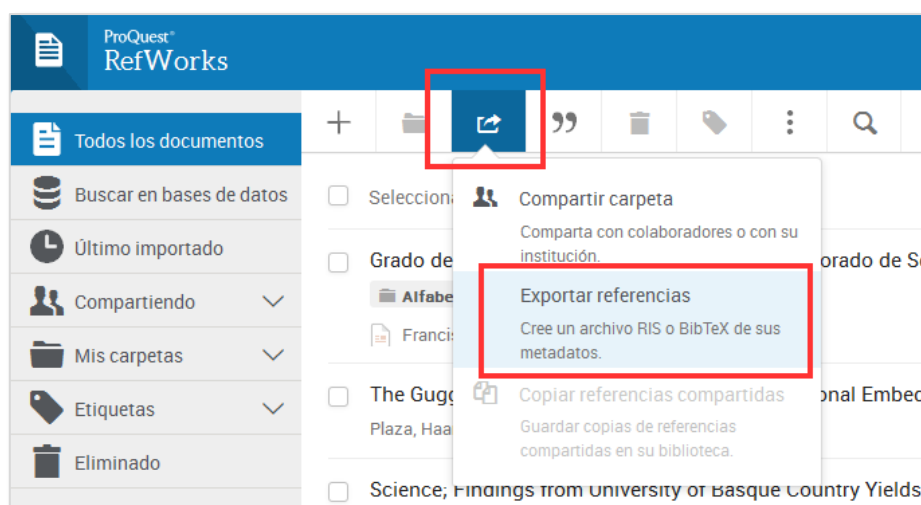 ProQuest®
RefWorks
Todos los documentos
Buscar en bases de datos
Último importado
Compartiendo
Mis carpetas
Etiquetas
Eliminado
Compartir carpeta
Comparta con colaboradores o con su
institución.
Exportar referencias
Cree un archivo RIS o BibTeX de sus
metadatos.
Copiar referencias compartidas
Guardar copias de referencias
compartidas en su biblioteca.
Seleccion
Grado de
orado de S
Alfabe
Franci
The Gugg
onal Embed
Plaza, Haa
Science; Findings from University of Basque Country Yields